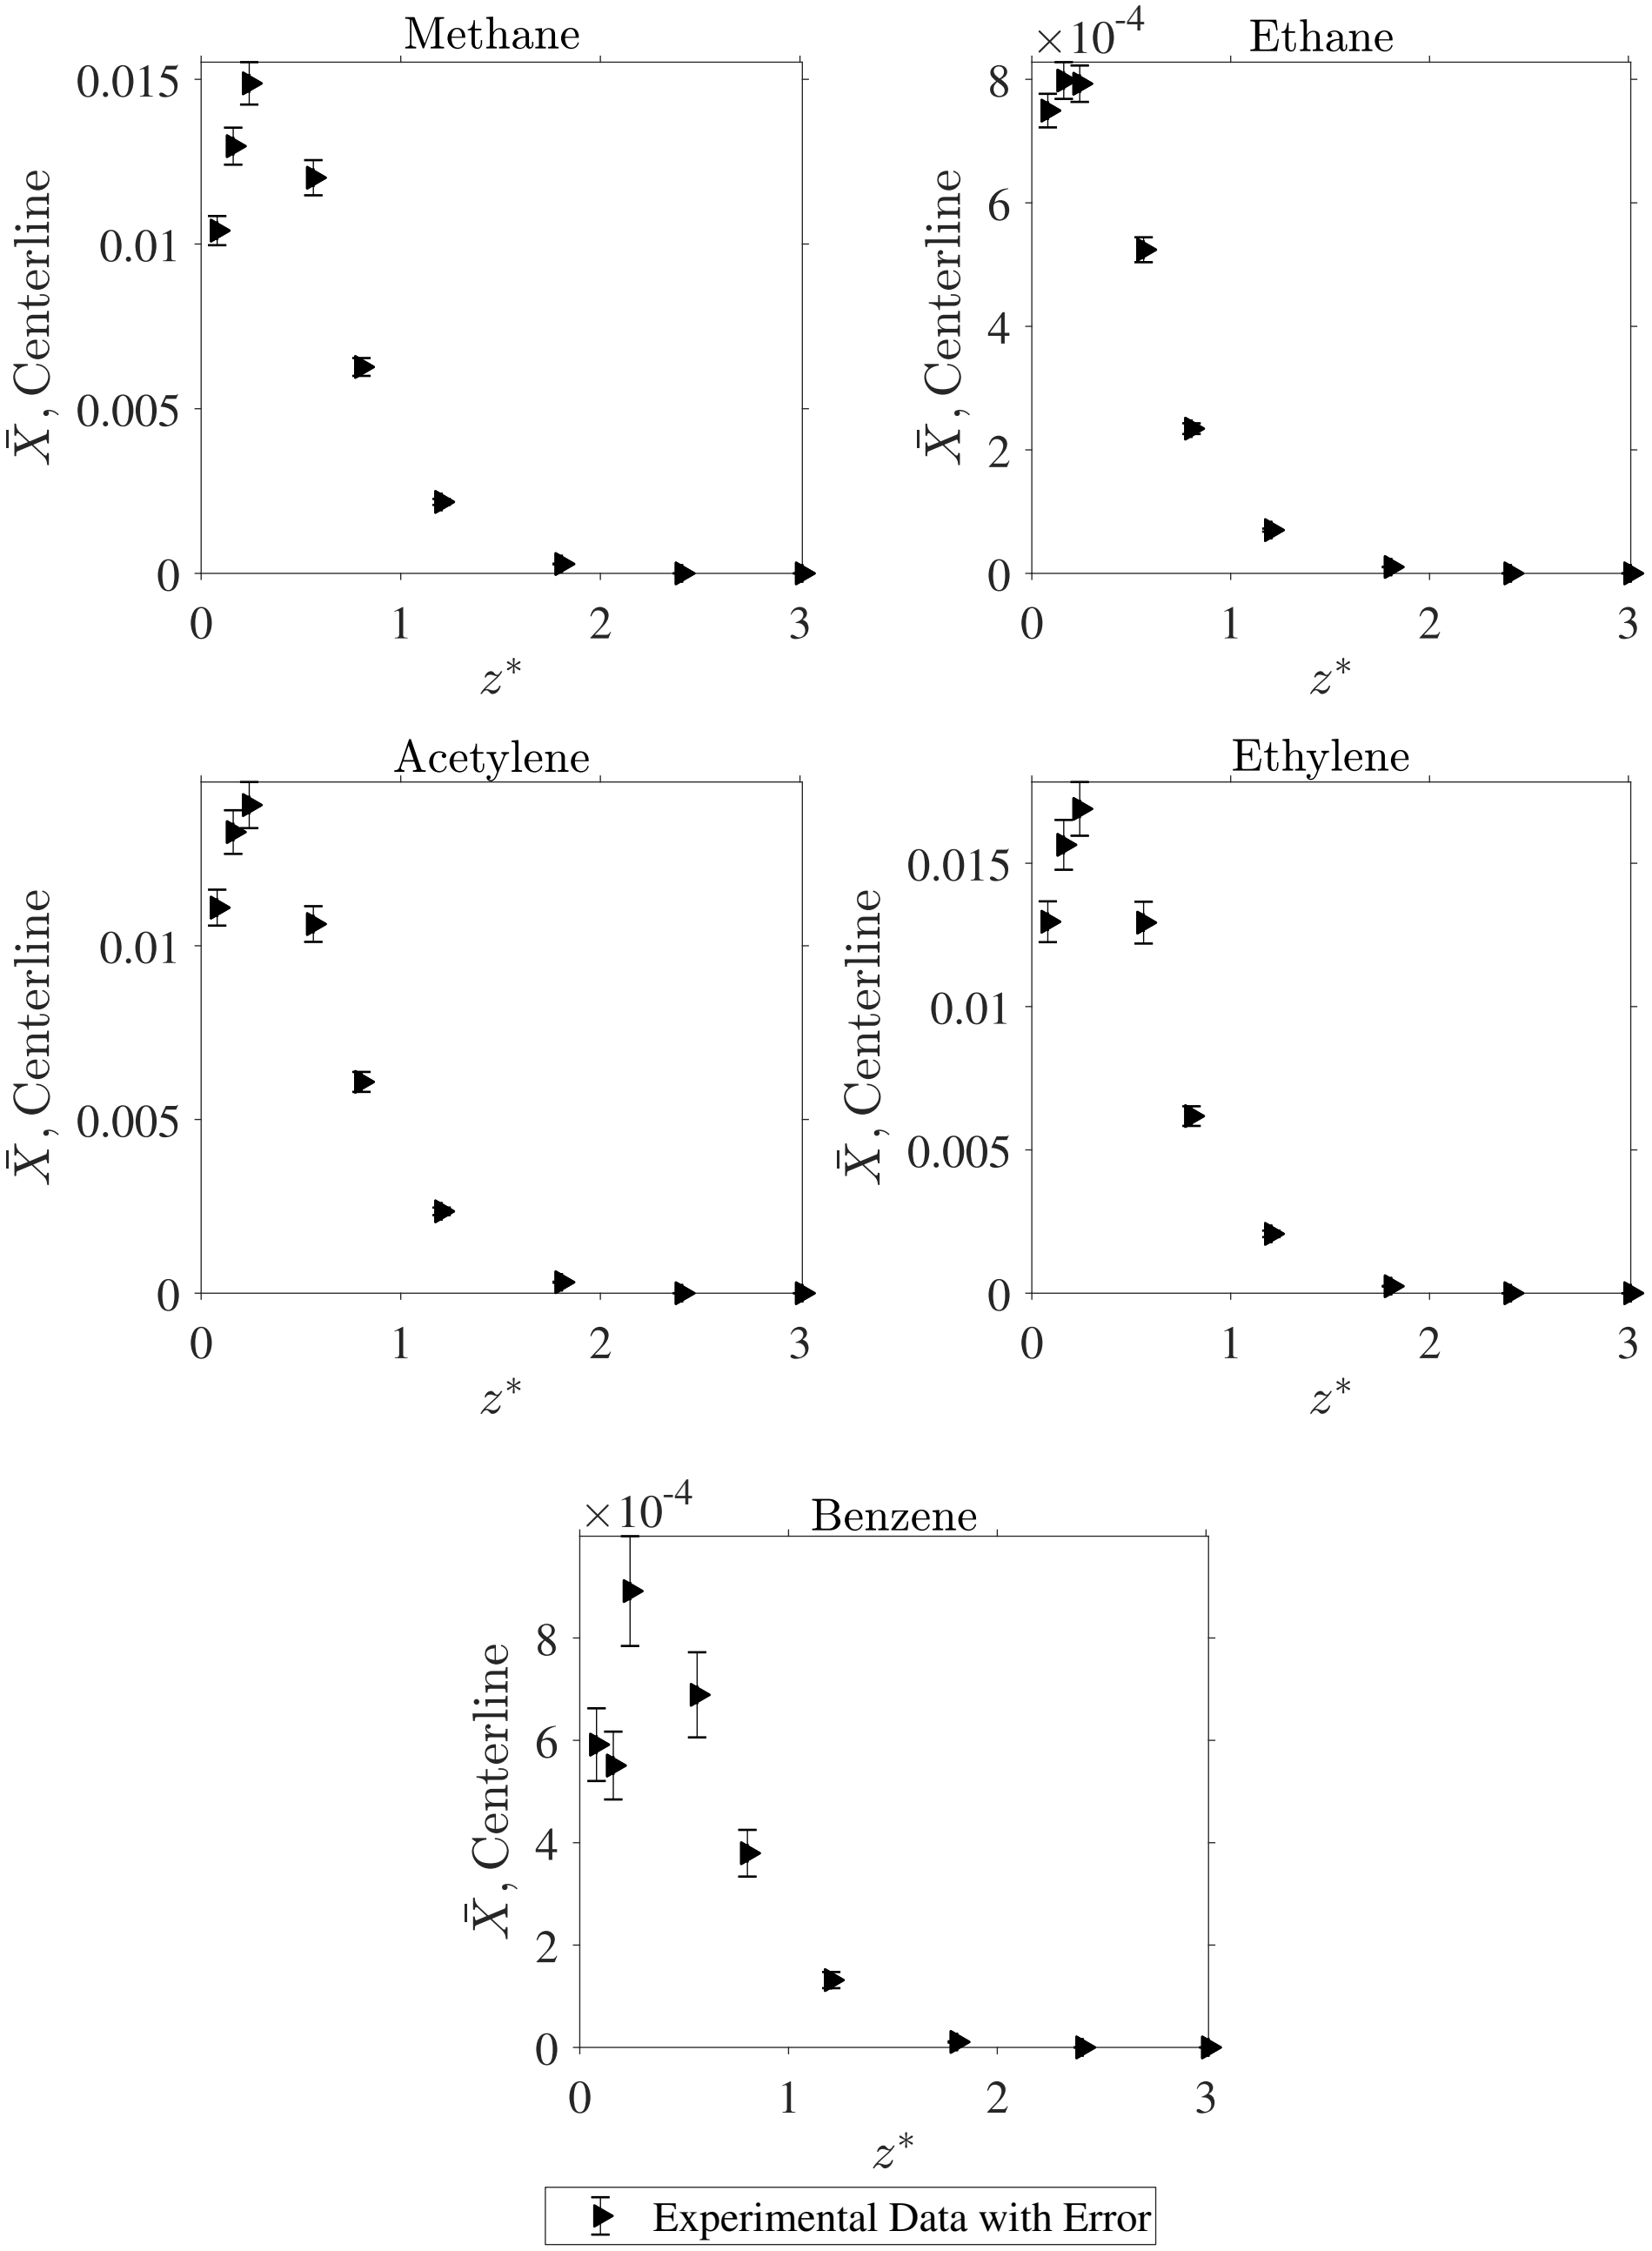 Methane
0.015
0.01
0.005
0
0 1 2 3
X̄, Centerline
z*
×10-4
Ethane
8
6
4
2
0
0 1 2 3
X̄, Centerline
z*
Acetylene
0.01
0.005
0
0 1 2 3
X̄, Centerline
z*
Ethylene
0.015
0.01
0.005
0
0 1 2 3
X̄, Centerline
z*
×10-4
Benzene
8
6
4
2
0
0 1 2 3
X̄, Centerline
z*
Experimental Data with Error